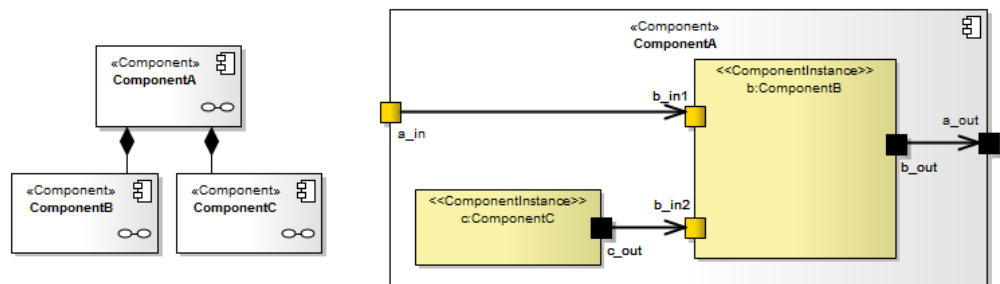 «Component»
ComponentA
«Component»
ComponentB
«Component»
ComponentC
«Component»
ComponentA
<<ComponentInstance>>
b:ComponentB
b_in1
a_in
a_out
b_out
<<ComponentInstance>>
c:ComponentC
b_in2
c_out